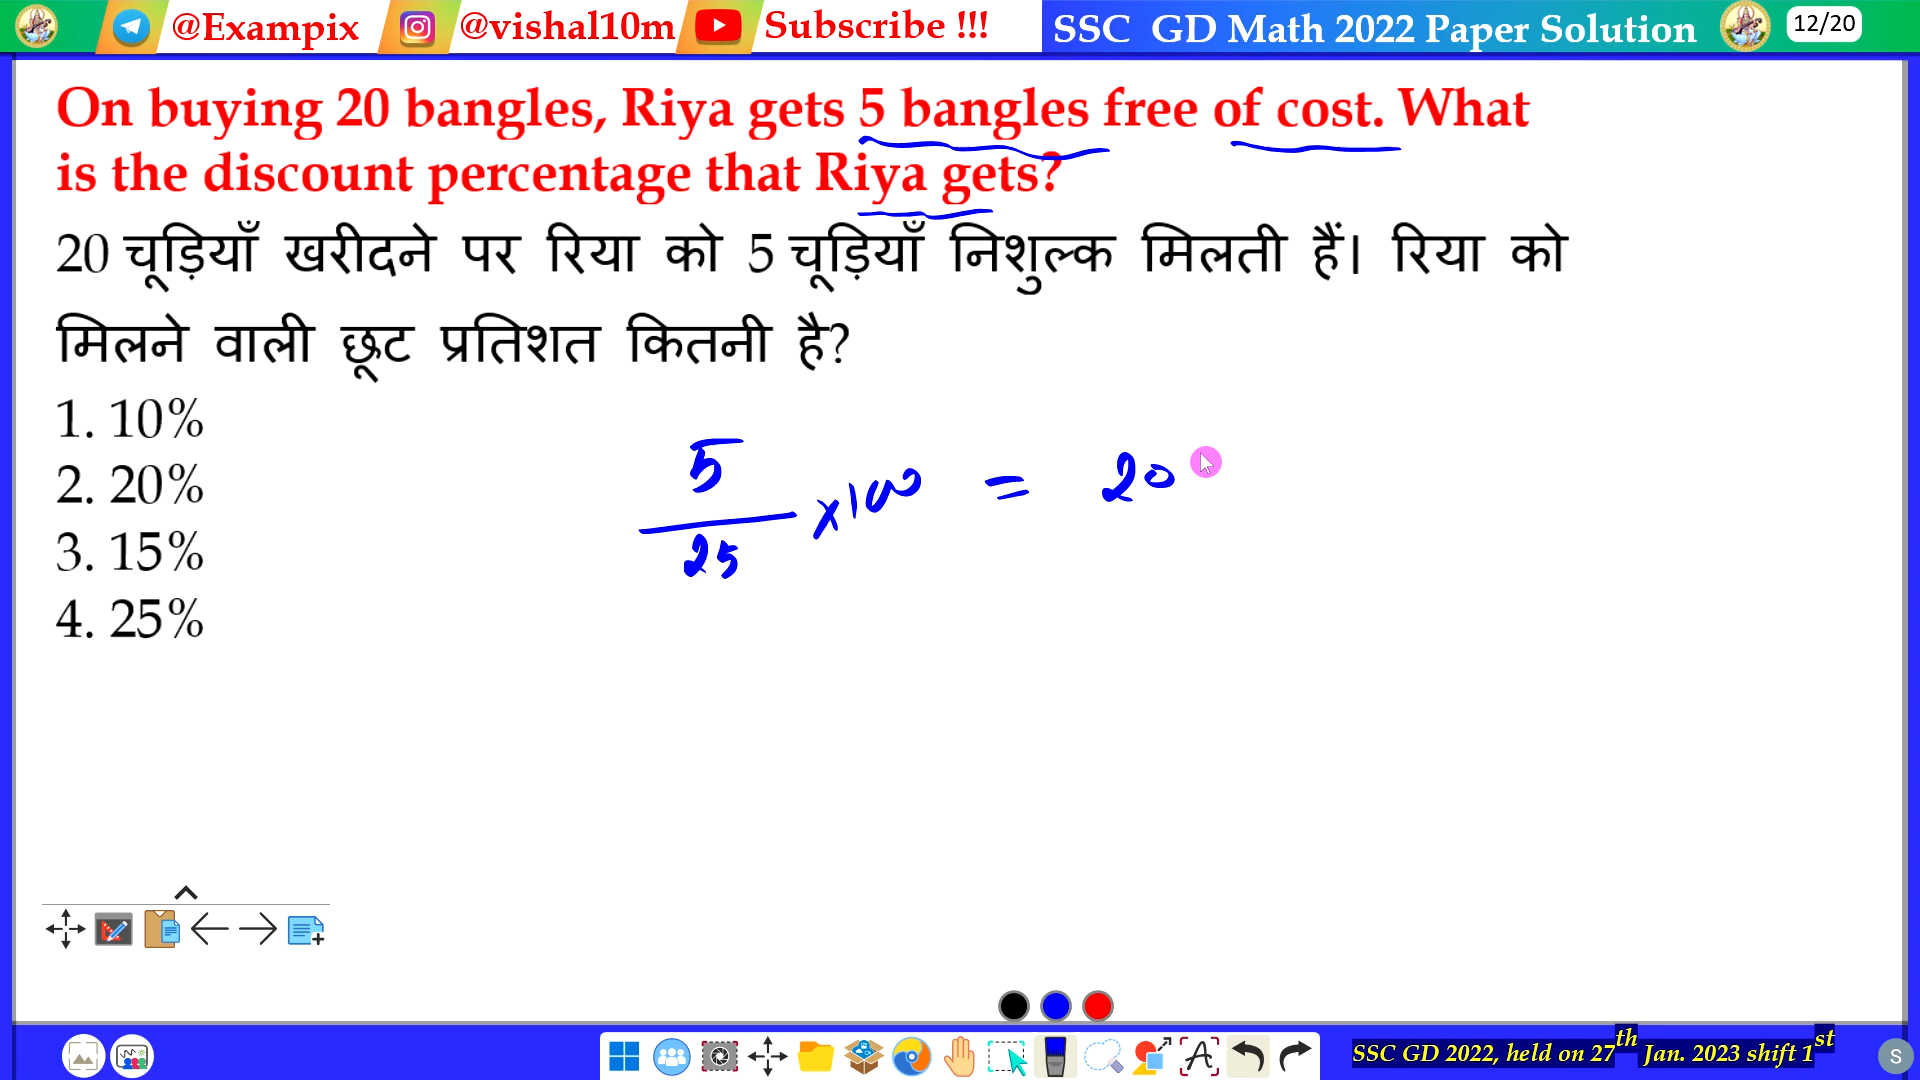 @Exampix @vishal10m Subscribe !!! SSC GD Math 2022 Paper Solution 12/20
On buying 20 bangles, Riya gets 5 bangles free of cost. What
is the discount percentage that Riya gets?
20 चूड़ियाँ खरीदने पर रिया को 5 चूड़ियाँ निशुल्क मिलती हैं। रिया को
मिलने वाली छूट प्रतिशत कितनी है?
1. 10%
2. 20%
3. 15%
4. 25%
5
25
×100 = 20
SSC GD 2022, held on 27th Jan. 2023 shift 1st
S